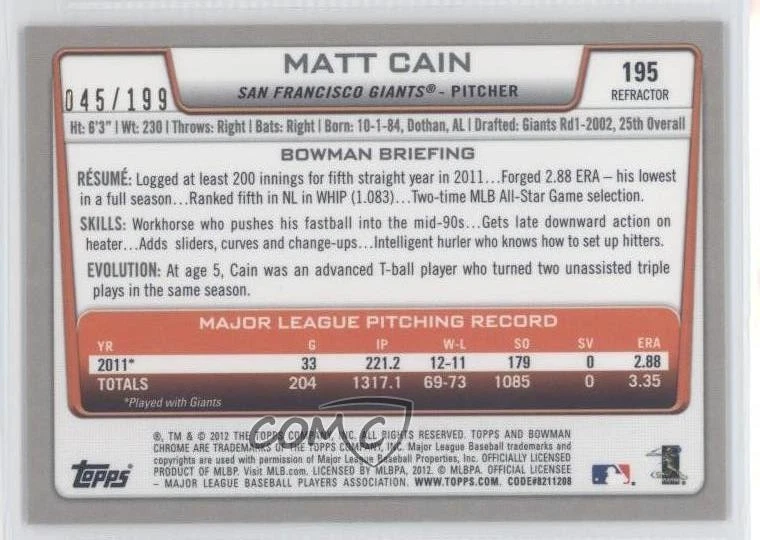 MATT CAIN
SAN FRANCISCO GIANTS® - PITCHER
195
REFRACTOR
045/199
Ht: 6'3" | Wt: 230 | Throws: Right | Bats: Right | Born: 10-1-84, Dothan, AL | Drafted: Giants Rd1-2002, 25th Overall
BOWMAN BRIEFING
RÉSUMÉ: Logged at least 200 innings for fifth straight year in 2011...Forged 2.88 ERA – his lowest
in a full season...Ranked fifth in NL in WHIP (1.083)...Two-time MLB All-Star Game selection.
SKILLS: Workhorse who pushes his fastball into the mid-90s...Gets late downward action on
heater...Adds sliders, curves and change-ups...Intelligent hurler who knows how to set up hitters.
EVOLUTION: At age 5, Cain was an advanced T-ball player who turned two unassisted triple
plays in the same season.
MAJOR LEAGUE PITCHING RECORD
YR G IP W-L SO SV ERA
2011* 33 221.2 12-11 179 0 2.88
TOTALS 204 1317.1 69-73 1085 0 3.35
*Played with Giants
COMC
®, TM & © 2012 THE TOPPS COMPANY, INC. ALL RIGHTS RESERVED. TOPPS AND BOWMAN
CHROME ARE TRADEMARKS OF THE TOPPS COMPANY, INC. Major League Baseball trademarks and
copyrights are used with permission of Major League Baseball Properties, Inc. OFFICIALLY LICENSED
PRODUCT OF MLBP. Visit MLB.com. LICENSED BY MLBPA, 2012. © MLBPA. OFFICIAL LICENSEE
- MAJOR LEAGUE BASEBALL PLAYERS ASSOCIATION. WWW.TOPPS.COM. CODE#8211208
Topps